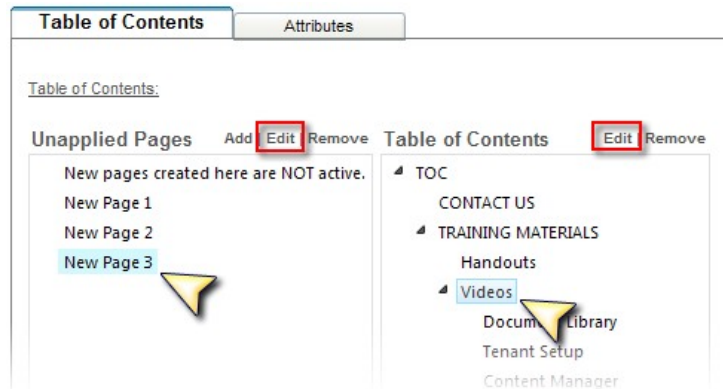 Table of Contents
Attributes
Table of Contents:
Unapplied Pages Add | Edit | Remove
New pages created here are NOT active.
New Page 1
New Page 2
New Page 3
Table of Contents Edit | Remove
TOC
CONTACT US
TRAINING MATERIALS
Handouts
Videos
Library
Tenant Setup
Content Manager